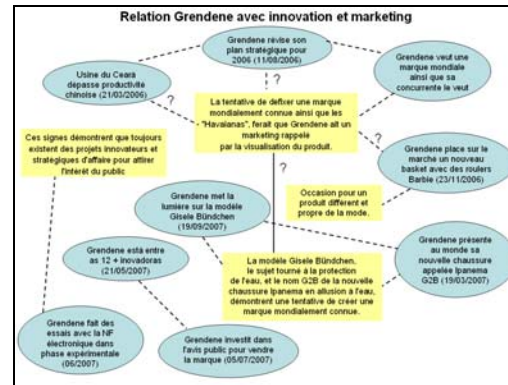 Relation Grendene avec innovation et marketing
Grendene révise son
plan stratégique pour
2006 (11/08/2006)
Usine du Ceará
dépasse productivité
chinoise (21/03/2006)
Grendene veut une
marque mondiale
ainsi que sa
concurrente le veut
?
?
La tentative de defixer une marque
mondialement connue ainsi que les
"Havaianas", ferait que Grendene ait un
marketing rappelé
par la visualisation du produit.
?
?
Ces signes démontrent que toujours
existent des projets innovateurs et
stratégiques d'affaire pour attirer
l'intérêt du public
Grendene place sur le
marché un nouveau
basket avec des roulers
Barbie (23/11/2006)
Occasion pour un
produit différent et
propre de la mode.
Grendene met la
lumière sur la modèle
Gisele Bündchen
(19/09/2007)
Grendene está entre
as 12 + inovadoras
(21/05/2007)
La modèle Gisele Bündchen,
le sujet tourné à la protection
de l'eau, et le nom G2B de la nouvelle
chaussure Ipanema en allusion à l'eau,
démontrent une tentative de créer une
marque mondialement connue.
Grendene présente
au monde sa
nouvelle chaussure
appelée Ipanema
G2B (19/03/2007)
Grendene fait des
essais avec la NF
électronique dans
phase expérimentale
(06/2007)
Grendene investit dans
l'avis public pour vendre
la marque (05/07/2007)